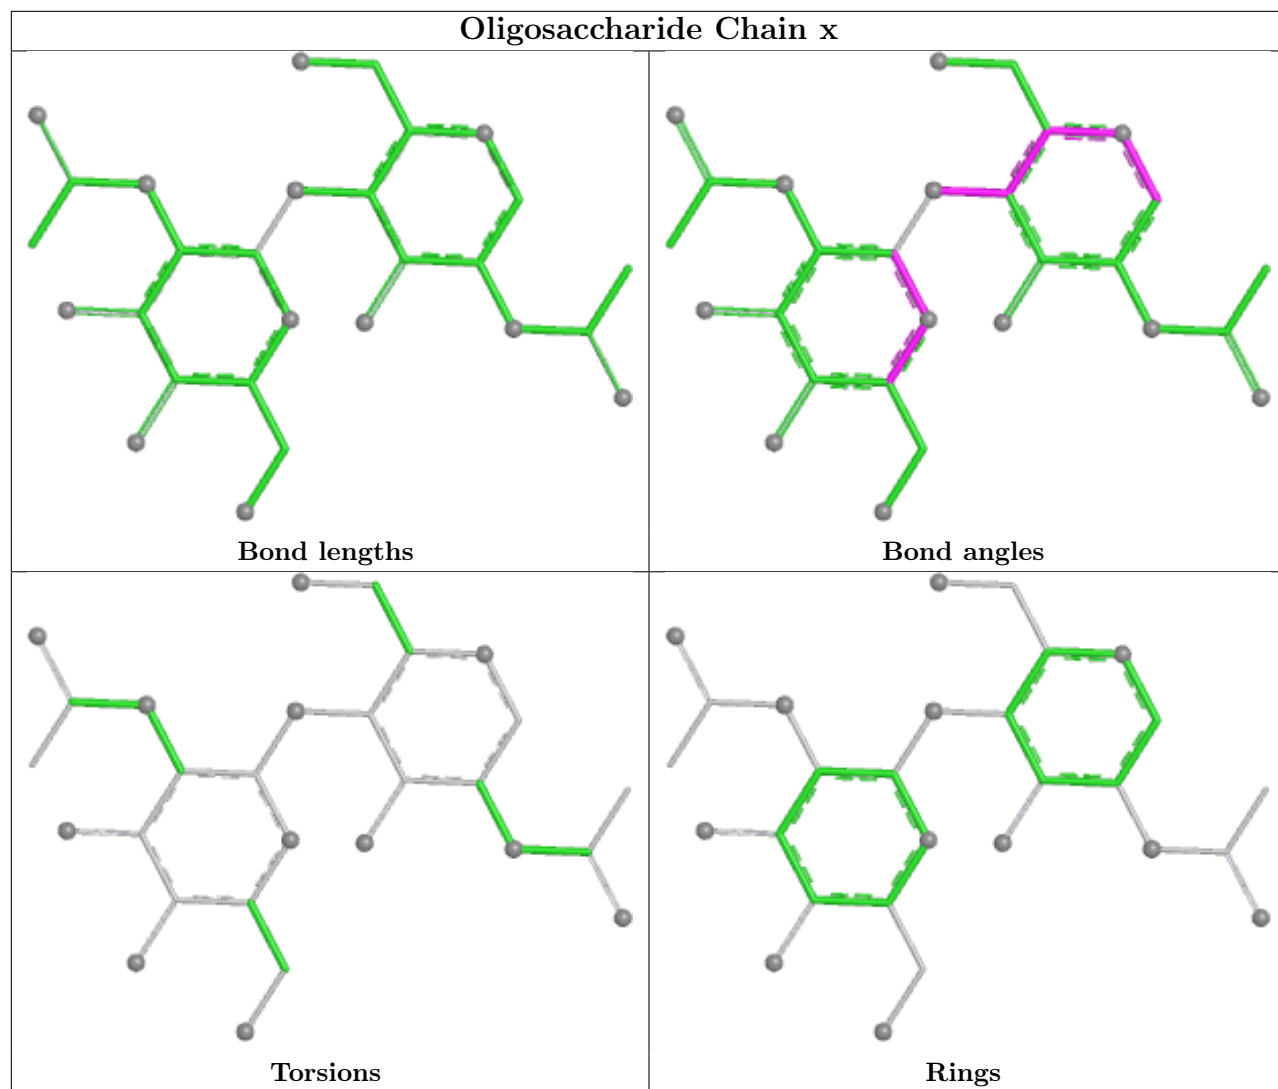 Oligosaccharide Chain x
Bond lengths
Bond angles
Torsions
Rings